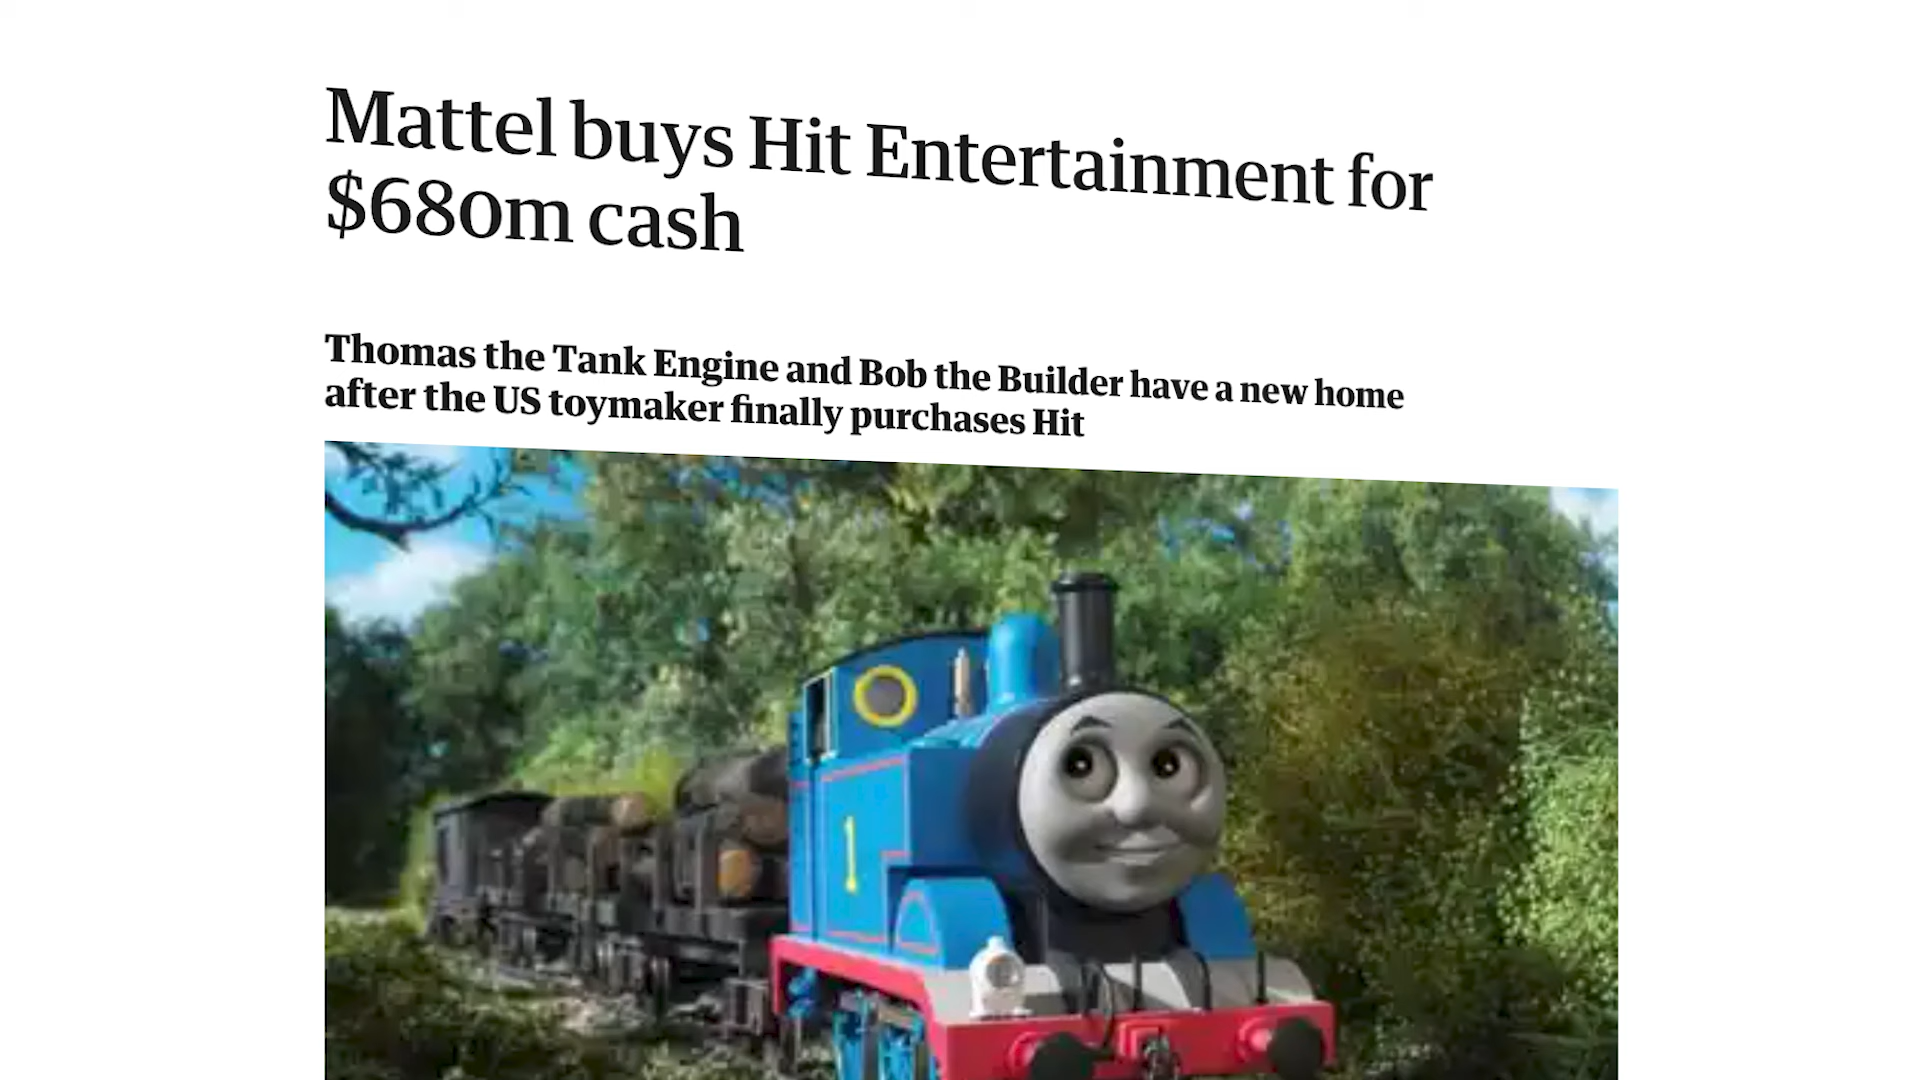 Mattel buys Hit Entertainment for
$680m cash
Thomas the Tank Engine and Bob the Builder have a new home
after the US toymaker finally purchases Hit
1